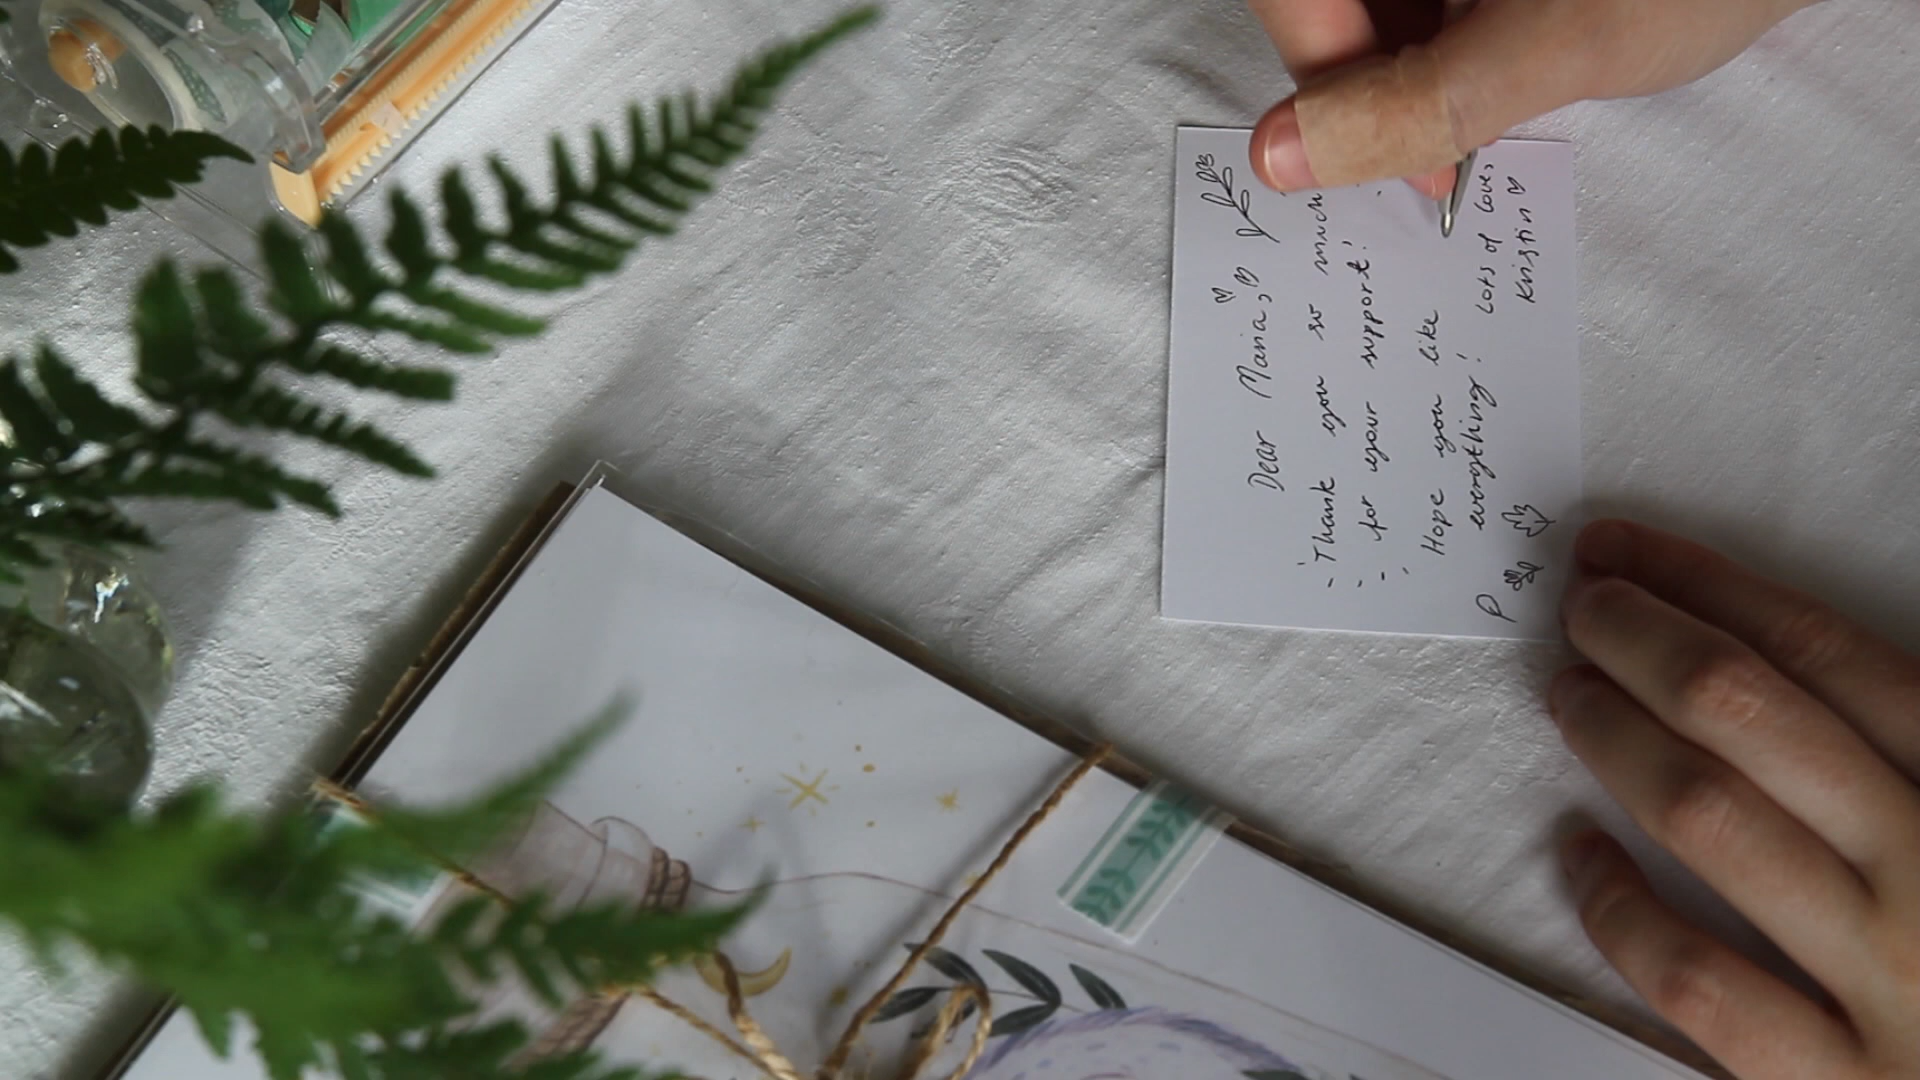 Dear Maria,
Thank you so much
for your support!
Hope you like
everything!
Lots of love,
Kristin